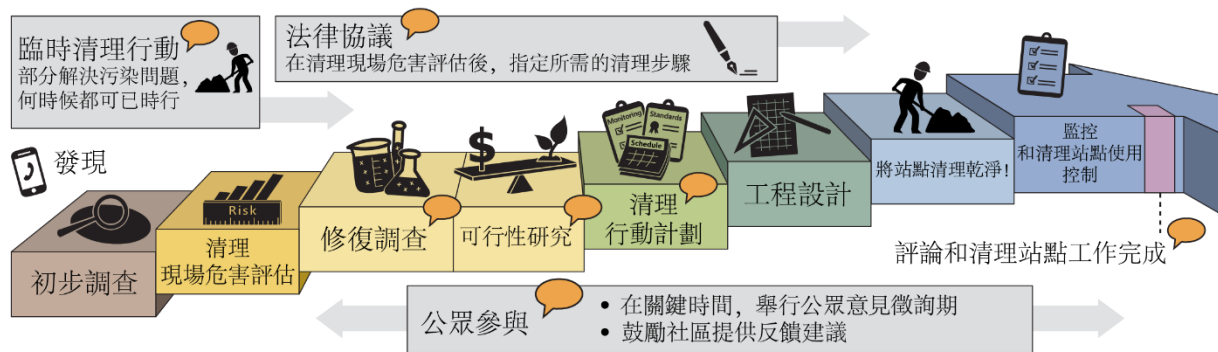 臨時清理行動
部分解決污染問題，
何時候都可已時行
法律協議
在清理現場危害評估後，指定所需的清理步驟
發現
初步調查
Risk
清理
現場危害評估
修復調查
$
可行性研究
Monitoring
Standards
Schedule
清理
行動計劃
工程設計
將站點清理乾淨！
監控
和清理站點使用
控制
評論和清理站點工作完成
公眾參與
• 在關鍵時間，舉行公眾意見徵詢期
• 鼓勵社區提供反饋建議